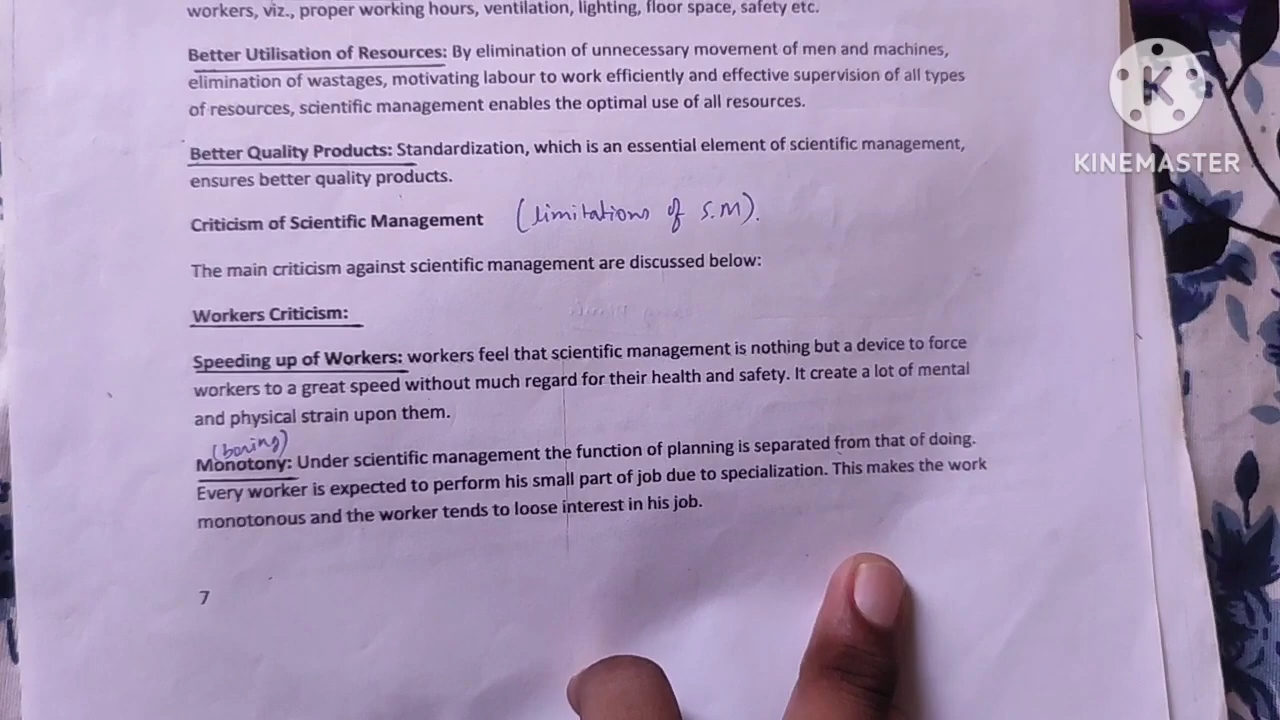 workers, viz., proper working hours, ventilation, lighting, floor space, safety etc.
Better Utilisation of Resources: By elimination of unnecessary movement of men and machines,
elimination of wastages, motivating labour to work efficiently and effective supervision of all types
of resources, scientific management enables the optimal use of all resources.
Better Quality Products: Standardization, which is an essential element of scientific management,
ensures better quality products.
Criticism of Scientific Management (limitations of S.M).
The main criticism against scientific management are discussed below:
Workers Criticism:
Speeding up of Workers: workers feel that scientific management is nothing but a device to force
workers to a great speed without much regard for their health and safety. It create a lot of mental
and physical strain upon them.
(boring)
Monotony: Under scientific management the function of planning is separated from that of doing.
Every worker is expected to perform his small part of job due to specialization. This makes the work
monotonous and the worker tends to loose interest in his job.
7
K
KINEMASTER